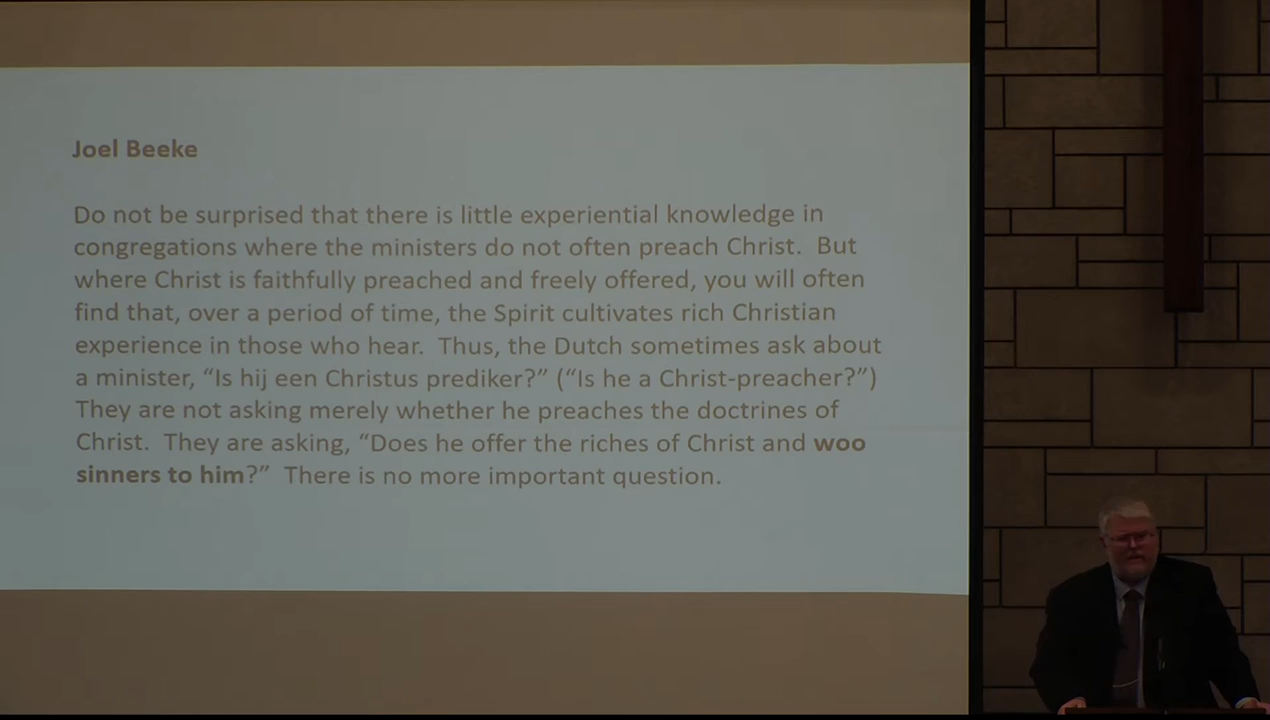 Joel Beeke
Do not be surprised that there is little experiential knowledge in
congregations where the ministers do not often preach Christ.  But
where Christ is faithfully preached and freely offered, you will often
find that, over a period of time, the Spirit cultivates rich Christian
experience in those who hear.  Thus, the Dutch sometimes ask about
a minister, “Is hij een Christus prediker?” (“Is he a Christ-preacher?”)
They are not asking merely whether he preaches the doctrines of
Christ.  They are asking, “Does he offer the riches of Christ and woo
sinners to him?”  There is no more important question.